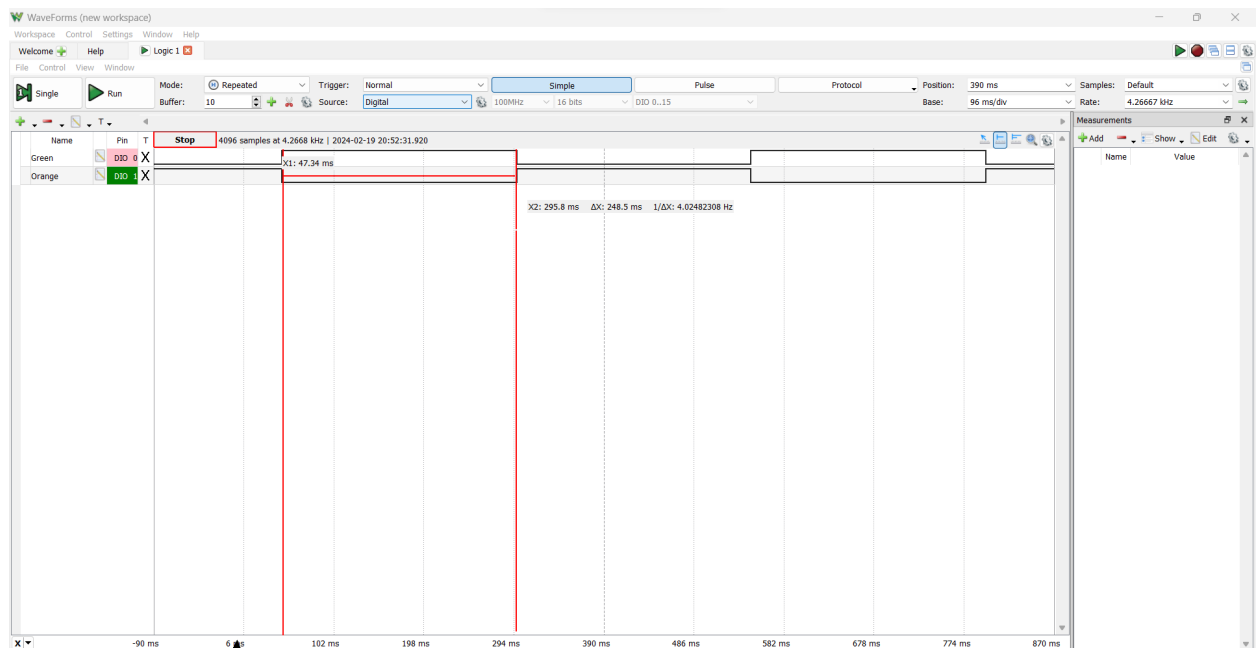 WaveForms (new workspace)
Workspace Control Settings Window Help
Welcome Help Logic 1
File Control View Window
Single Run Mode: Repeated Trigger: Normal Simple Pulse Protocol Position: 390 ms Samples: Default
Buffer: 10 Source: Digital 100MHz 16 bits DIO 0..15 Base: 96 ms/div Rate: 4.26667 kHz
T Measurements
Name Pin T Stop 4096 samples at 4.2668 kHz | 2024-02-19 20:52:31.920 Add Show Edit
Green DIO 0 X X1: 47.34 ms Name Value
Orange DIO 1 X
X2: 295.8 ms ΔX: 248.5 ms 1/ΔX: 4.02482308 Hz
X -90 ms 6 ms 102 ms 198 ms 294 ms 390 ms 486 ms 582 ms 678 ms 774 ms 870 ms